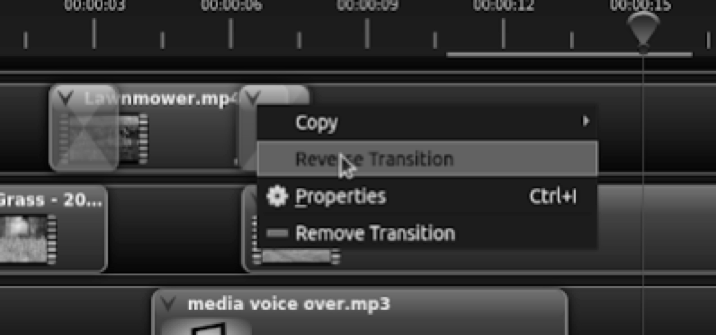 00:00:03 00:00:06 00:00:09 00:00:12 00:00:15
Lawnmower.mp4
Copy
Reverse Transition
Grass - 20...
Properties Ctrl+I
Remove Transition
media voice over.mp3